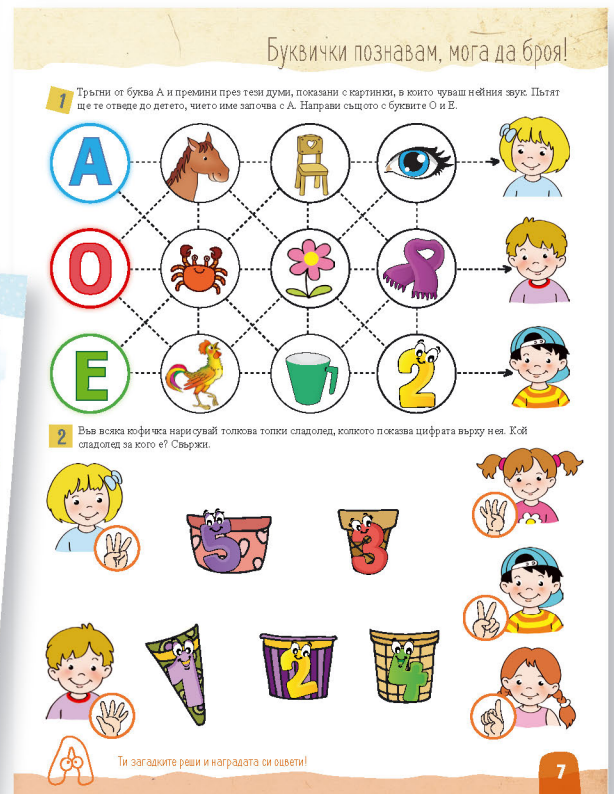 Буквички познавам, мога да броя!
1
Тръгни от буква А и премини през тези думи, показани с картинки, в които чуваш нейния звук. Пътят
ще те отведе до детето, чието име започва с А. Направи същото с буквите О и Е.
А
О
Е
2
2
Във всяка кофичка нарисувай толкова топки сладолед, колкото показва цифрата върху нея. Кой
сладолед за кого е? Свържи.
5
3
1
2
4
А
Ти загадките реши и наградата си оцвети!
7